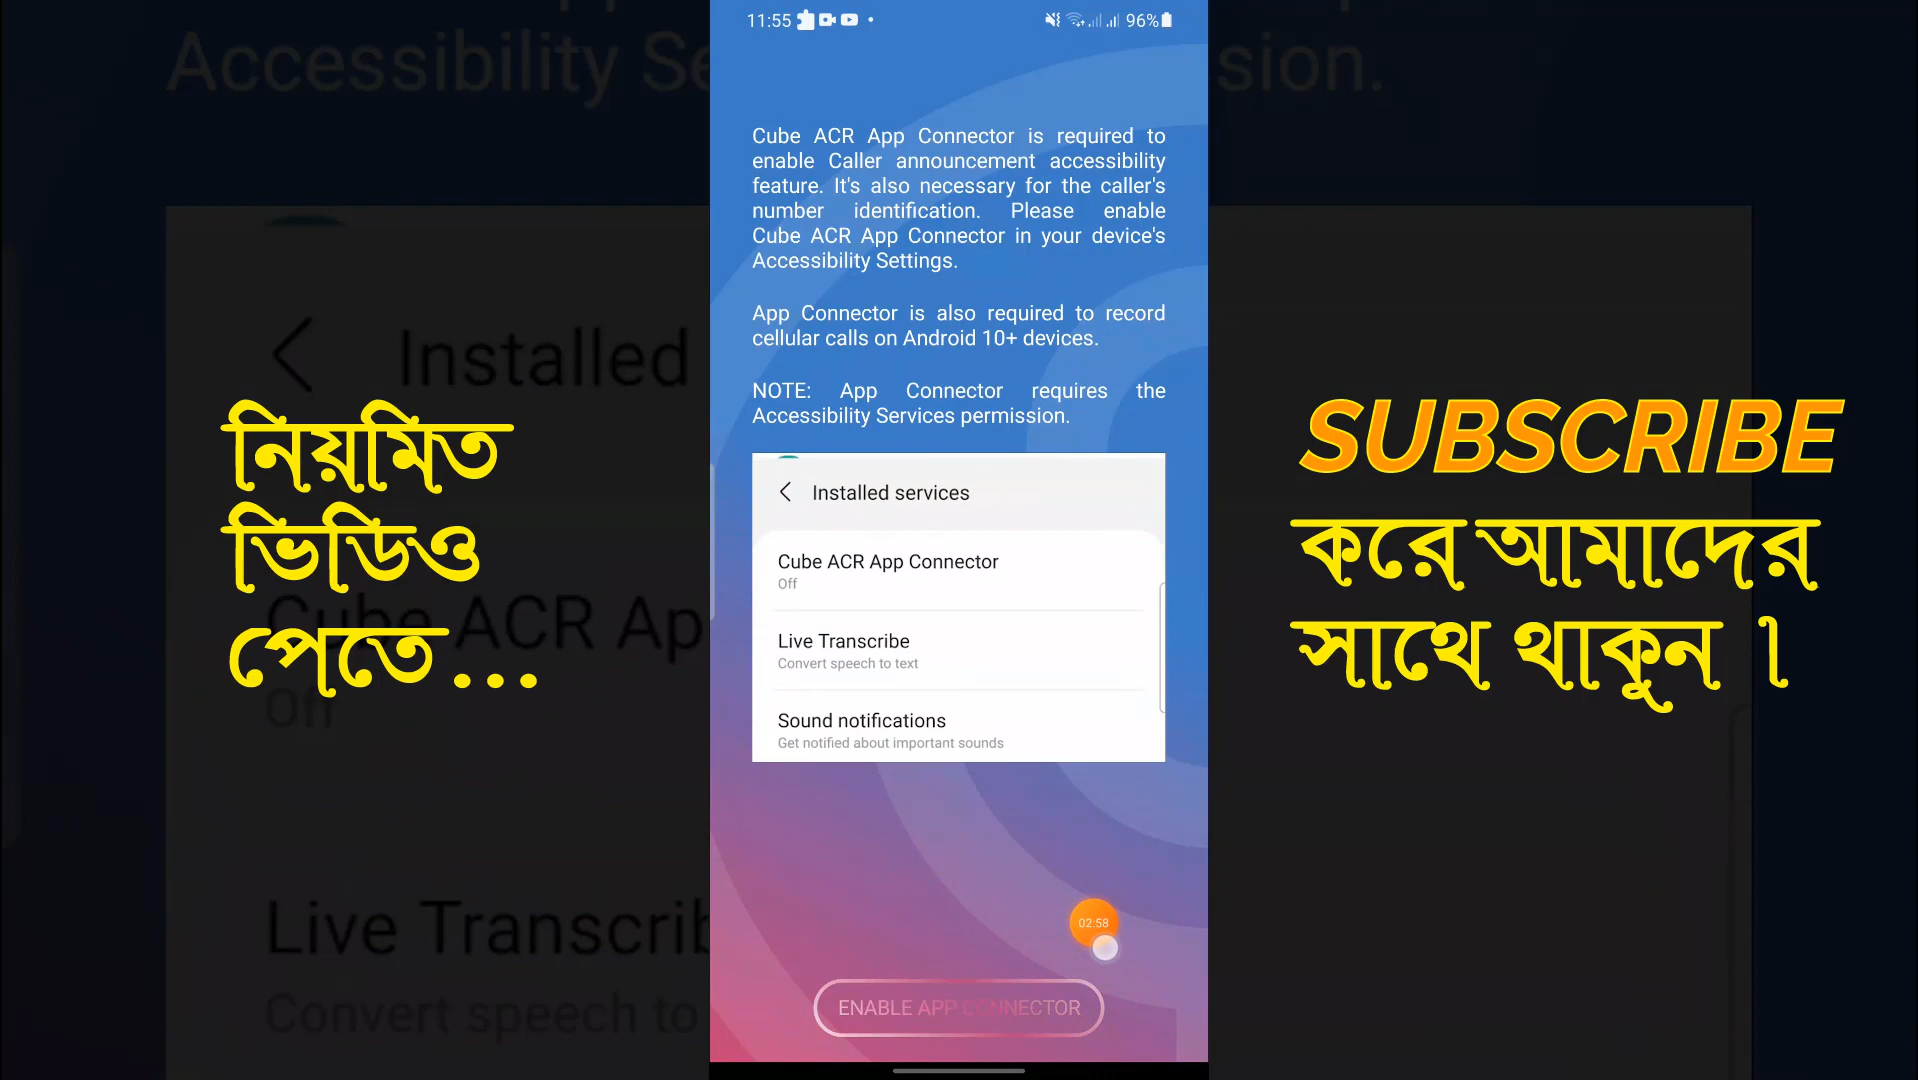 11:55
96%
Accessibility Se
sion.
Cube ACR App Connector is required to
enable Caller announcement accessibility
feature. It's also necessary for the caller's
number identification. Please enable
Cube ACR App Connector in your device's
Accessibility Settings.
App Connector is also required to record
cellular calls on Android 10+ devices.
NOTE: App Connector requires the
Accessibility Services permission.
Installed services
Cube ACR App Connector
Off
Live Transcribe
Convert speech to text
Sound notifications
Get notified about important sounds
02:58
ENABLE APP CONNECTOR
Installed
Cube ACR Ap
Off
Live Transcrib
Convert speech to
নিয়মিত
ভিডিও
পেতে...
SUBSCRIBE
করে আমাদের
সাথে থাকুন ।